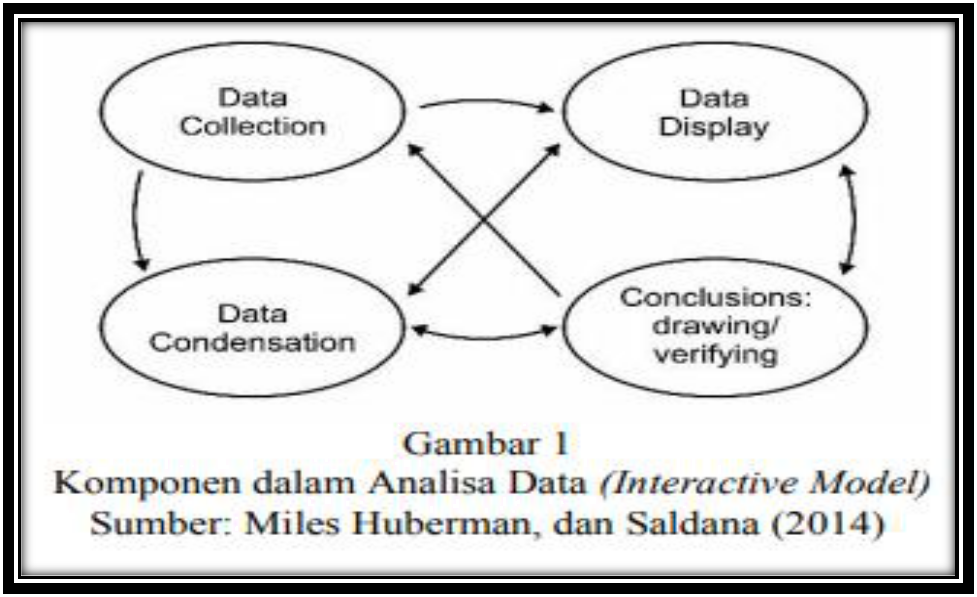 Data
Collection
Data
Display
Data
Condensation
Conclusions:
drawing/
verifying
Gambar 1
Komponen dalam Analisa Data (Interactive Model)
Sumber: Miles Huberman, dan Saldana (2014)